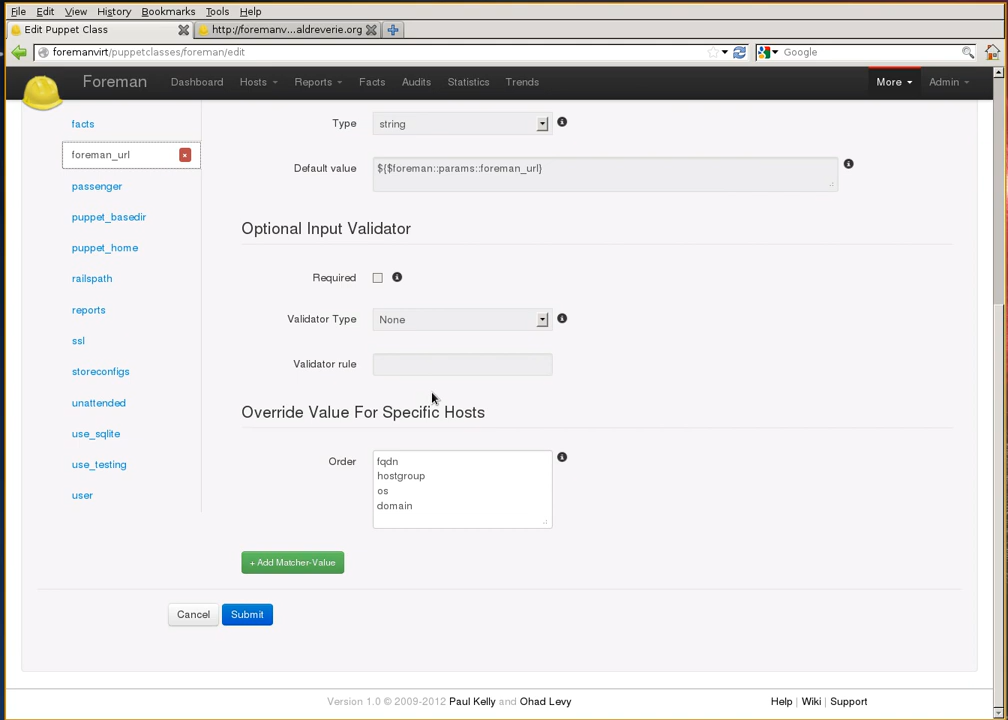 File Edit View History Bookmarks Tools Help
Edit Puppet Class
http://foremanv...aldreverie.org
foremanvirt/puppetclasses/foreman/edit
Google
Foreman
Dashboard Hosts Reports Facts Audits Statistics Trends More Admin
facts
foreman_url
passenger
puppet_basedir
puppet_home
railspath
reports
ssl
storeconfigs
unattended
use_sqlite
use_testing
user
Type string
Default value ${$foreman::params::foreman_url}
Optional Input Validator
Required
Validator Type None
Validator rule
Override Value For Specific Hosts
Order fqdn
hostgroup
os
domain
+ Add Matcher-Value
Cancel Submit
Version 1.0 © 2009-2012 Paul Kelly and Ohad Levy
Help | Wiki | Support